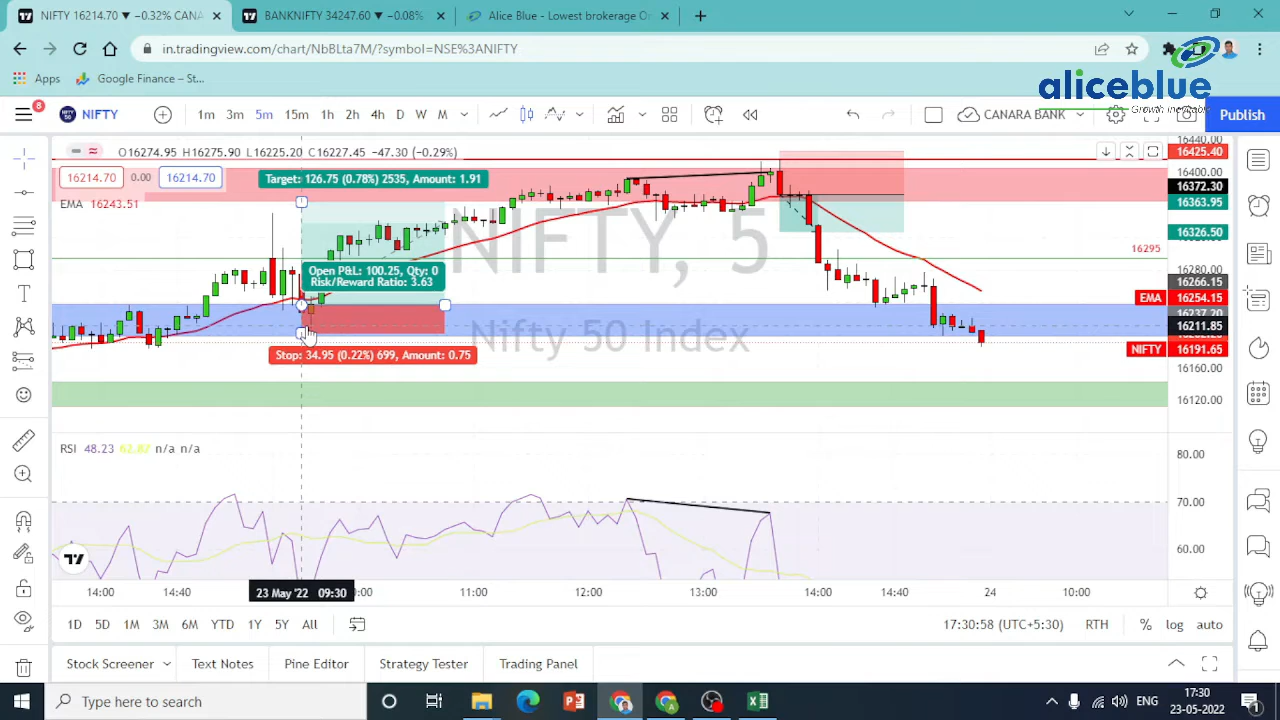 NIFTY 16214.70 ▼ −0.32% CANA
BANKNIFTY 34247.60 ▼ −0.08%
Alice Blue - Lowest brokerage On
in.tradingview.com/chart/NbBLta7M/?symbol=NSE%3ANIFTY
Apps
Google Finance – St...
aliceblue
8
NIFTY
1m 3m 5m 15m 1h 2h 4h D W M
CANARA BANK
Publish
O16274.95 H16275.90 L16225.20 C16227.45 −47.30 (−0.29%)
16214.70 0.00 16214.70
EMA 16243.51
Target: 126.75 (0.78%) 2535, Amount: 1.91
Open P&L: 100.25, Qty: 0
Risk/Reward Ratio: 3.63
Stop: 34.95 (0.22%) 699, Amount: 0.75
NIFTY, 5
Nifty 50 Index
16440.00
16425.40
16400.00
16372.30
16363.95
16326.50
16295
16280.00
16266.15
EMA 16254.15
16237.20
16211.85
NIFTY 16191.65
16160.00
16120.00
RSI 48.23 62.87 n/a n/a
80.00
70.00
60.00
14:00 14:40 23 May '22 09:30 11:00 12:00 13:00 14:00 14:40 24 10:00
1D 5D 1M 3M 6M YTD 1Y 5Y All
17:30:58 (UTC+5:30) RTH % log auto
Stock Screener Text Notes Pine Editor Strategy Tester Trading Panel
Type here to search
ENG
17:30
23-05-2022
1